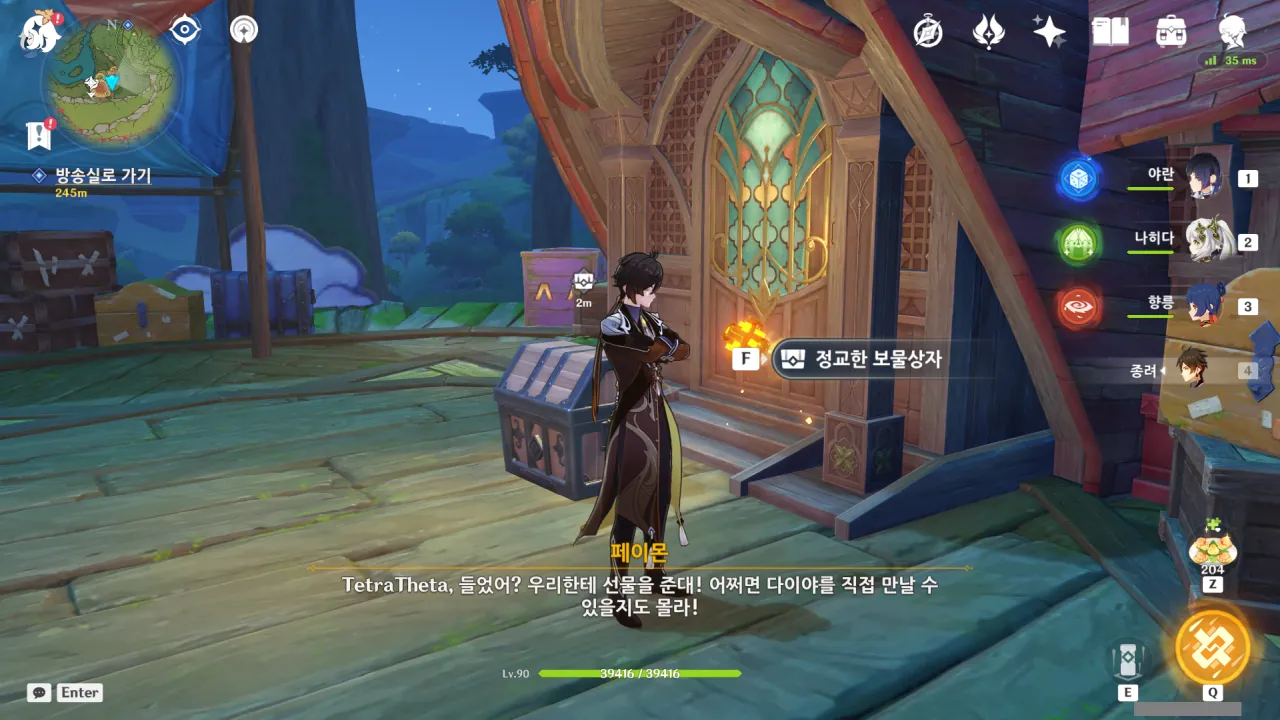 N
35 ms
방송실로 가기
245m
야란
1
나히다
2
향릉
3
종려
4
2m
F
정교한 보물상자
페이몬
TetraTheta, 들었어? 우리한테 선물을 준대! 어쩌면 다이야를 직접 만날 수
있을지도 몰라!
204
Z
Lv.90
39416 / 39416
Enter
E
Q